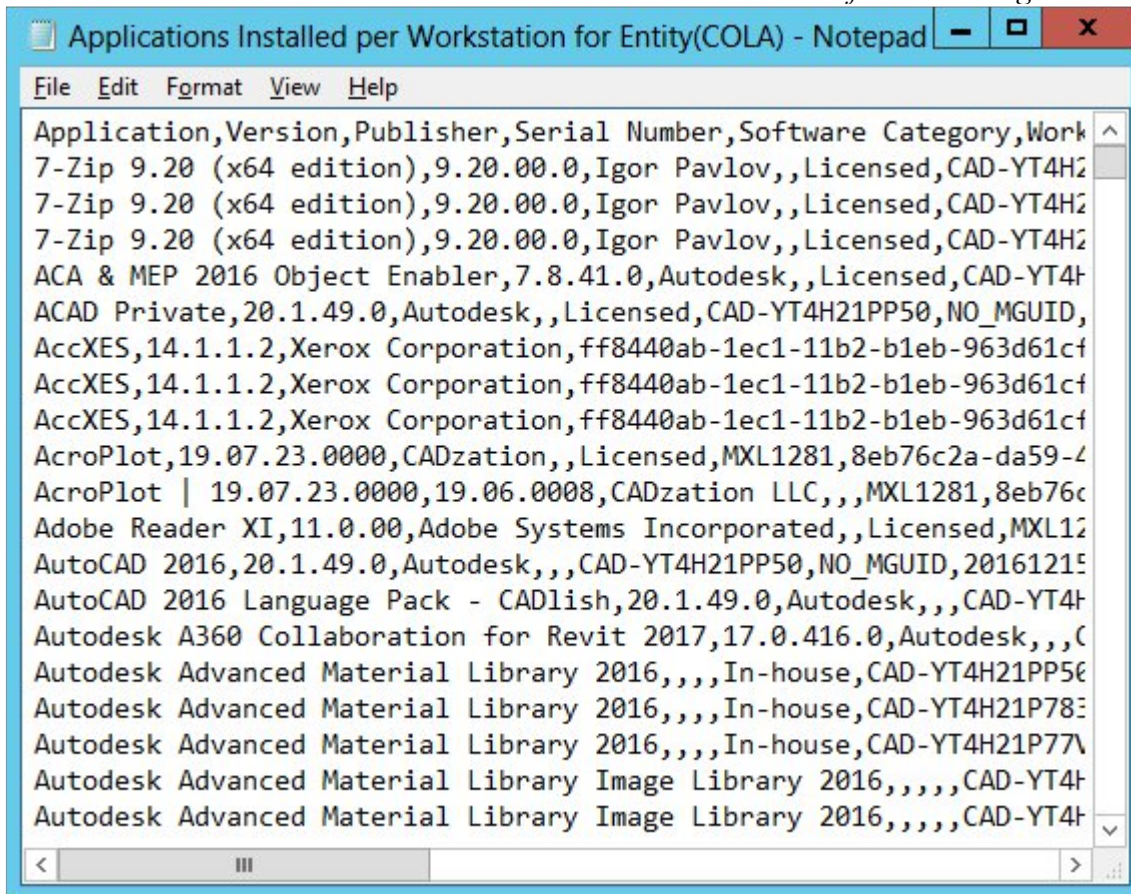 Applications Installed per Workstation for Entity(COLA) - Notepad
File Edit Format View Help
Application,Version,Publisher,Serial Number,Software Category,Work
7-Zip 9.20 (x64 edition),9.20.00.0,Igor Pavlov,,Licensed,CAD-YT4H2
7-Zip 9.20 (x64 edition),9.20.00.0,Igor Pavlov,,Licensed,CAD-YT4H2
7-Zip 9.20 (x64 edition),9.20.00.0,Igor Pavlov,,Licensed,CAD-YT4H2
ACA & MEP 2016 Object Enabler,7.8.41.0,Autodesk,,Licensed,CAD-YT4H
ACAD Private,20.1.49.0,Autodesk,,Licensed,CAD-YT4H21PP50,NO_MGUID,
AccXES,14.1.1.2,Xerox Corporation,ff8440ab-1ec1-11b2-b1eb-963d61cf
AccXES,14.1.1.2,Xerox Corporation,ff8440ab-1ec1-11b2-b1eb-963d61cf
AccXES,14.1.1.2,Xerox Corporation,ff8440ab-1ec1-11b2-b1eb-963d61cf
AcroPlot,19.07.23.0000,CADzation,,Licensed,MXL1281,8eb76c2a-da59-4
AcroPlot | 19.07.23.0000,19.06.0008,CADzation LLC,,,MXL1281,8eb76c
Adobe Reader XI,11.0.00,Adobe Systems Incorporated,,Licensed,MXL12
AutoCAD 2016,20.1.49.0,Autodesk,,,CAD-YT4H21PP50,NO_MGUID,20161215
AutoCAD 2016 Language Pack - CADlish,20.1.49.0,Autodesk,,,CAD-YT4H
Autodesk A360 Collaboration for Revit 2017,17.0.416.0,Autodesk,,,C
Autodesk Advanced Material Library 2016,,,,In-house,CAD-YT4H21PP50
Autodesk Advanced Material Library 2016,,,,In-house,CAD-YT4H21P783
Autodesk Advanced Material Library 2016,,,,In-house,CAD-YT4H21P77V
Autodesk Advanced Material Library Image Library 2016,,,,,CAD-YT4H
Autodesk Advanced Material Library Image Library 2016,,,,,CAD-YT4H